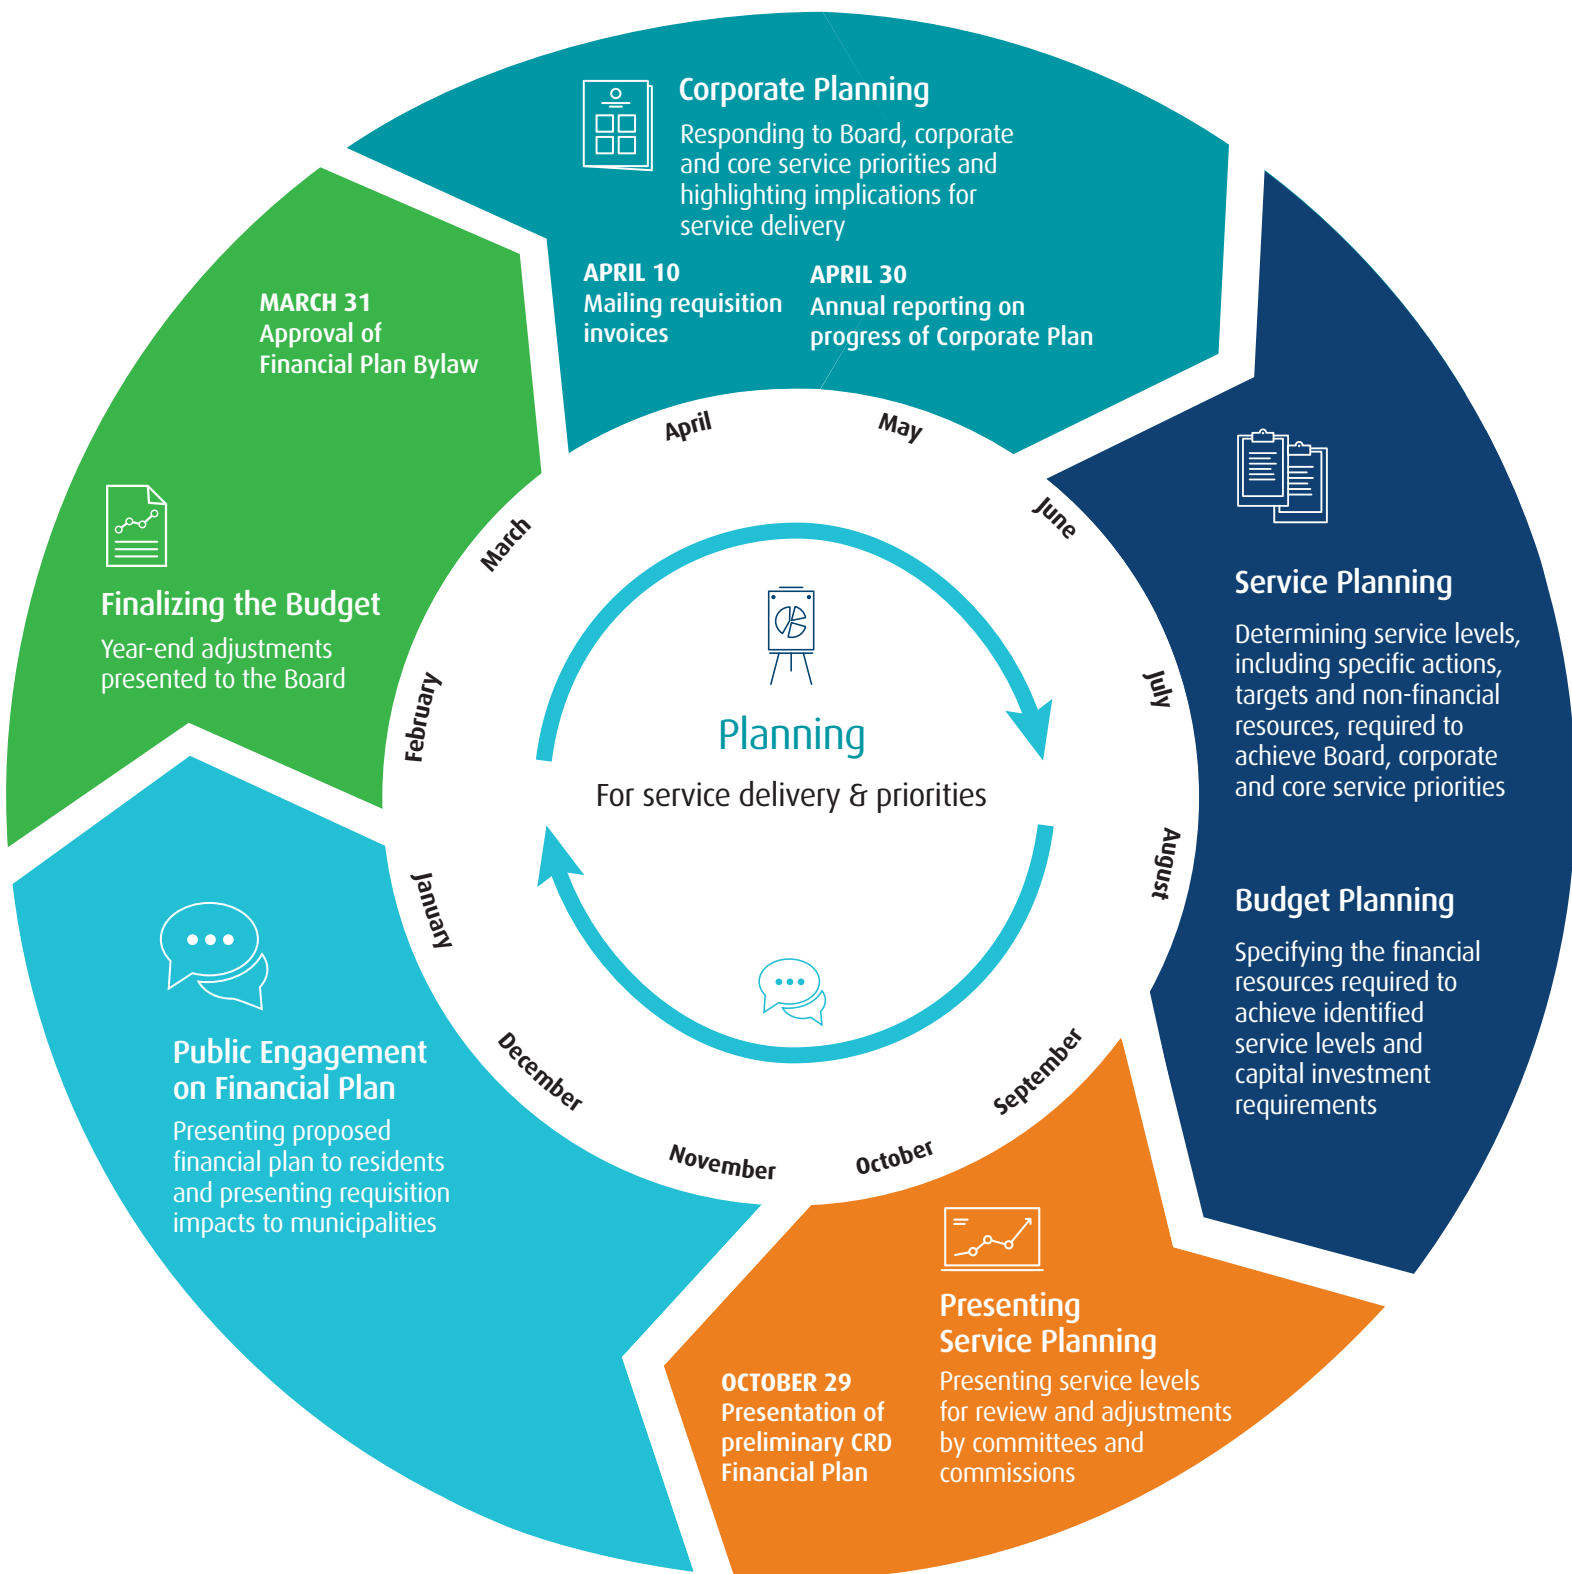 Corporate Planning
Responding to Board, corporate
and core service priorities and
highlighting implications for
service delivery
APRIL 10
Mailing requisition
invoices
APRIL 30
Annual reporting on
progress of Corporate Plan
Service Planning
Determining service levels,
including specific actions,
targets and non-financial
resources, required to
achieve Board, corporate
and core service priorities
Budget Planning
Specifying the financial
resources required to
achieve identified
service levels and
capital investment
requirements
Presenting
Service Planning
Presenting service levels
for review and adjustments
by committees and
commissions
OCTOBER 29
Presentation of
preliminary CRD
Financial Plan
Public Engagement
on Financial Plan
Presenting proposed
financial plan to residents
and presenting requisition
impacts to municipalities
Finalizing the Budget
Year-end adjustments
presented to the Board
MARCH 31
Approval of
Financial Plan Bylaw
April
May
June
July
August
September
October
November
December
January
February
March
Planning
For service delivery & priorities